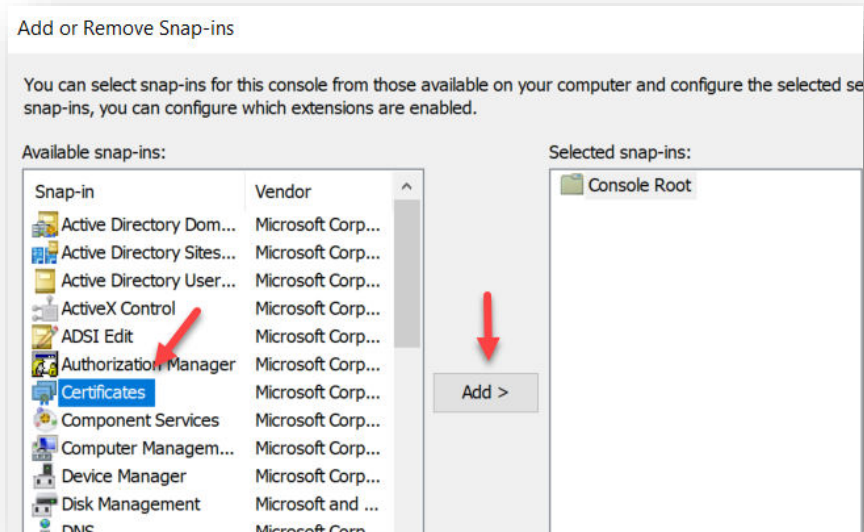 Add or Remove Snap-ins
You can select snap-ins for this console from those available on your computer and configure the selected se
snap-ins, you can configure which extensions are enabled.
Available snap-ins:
Selected snap-ins:
Snap-in Vendor
Console Root
Active Directory Dom... Microsoft Corp...
Active Directory Sites... Microsoft Corp...
Active Directory User... Microsoft Corp...
ActiveX Control Microsoft Corp...
ADSI Edit Microsoft Corp...
Authorization Manager Microsoft Corp...
Certificates Microsoft Corp...
Add >
Component Services Microsoft Corp...
Computer Managem... Microsoft Corp...
Device Manager Microsoft Corp...
Disk Management Microsoft and ...
DNS Microsoft Corp...